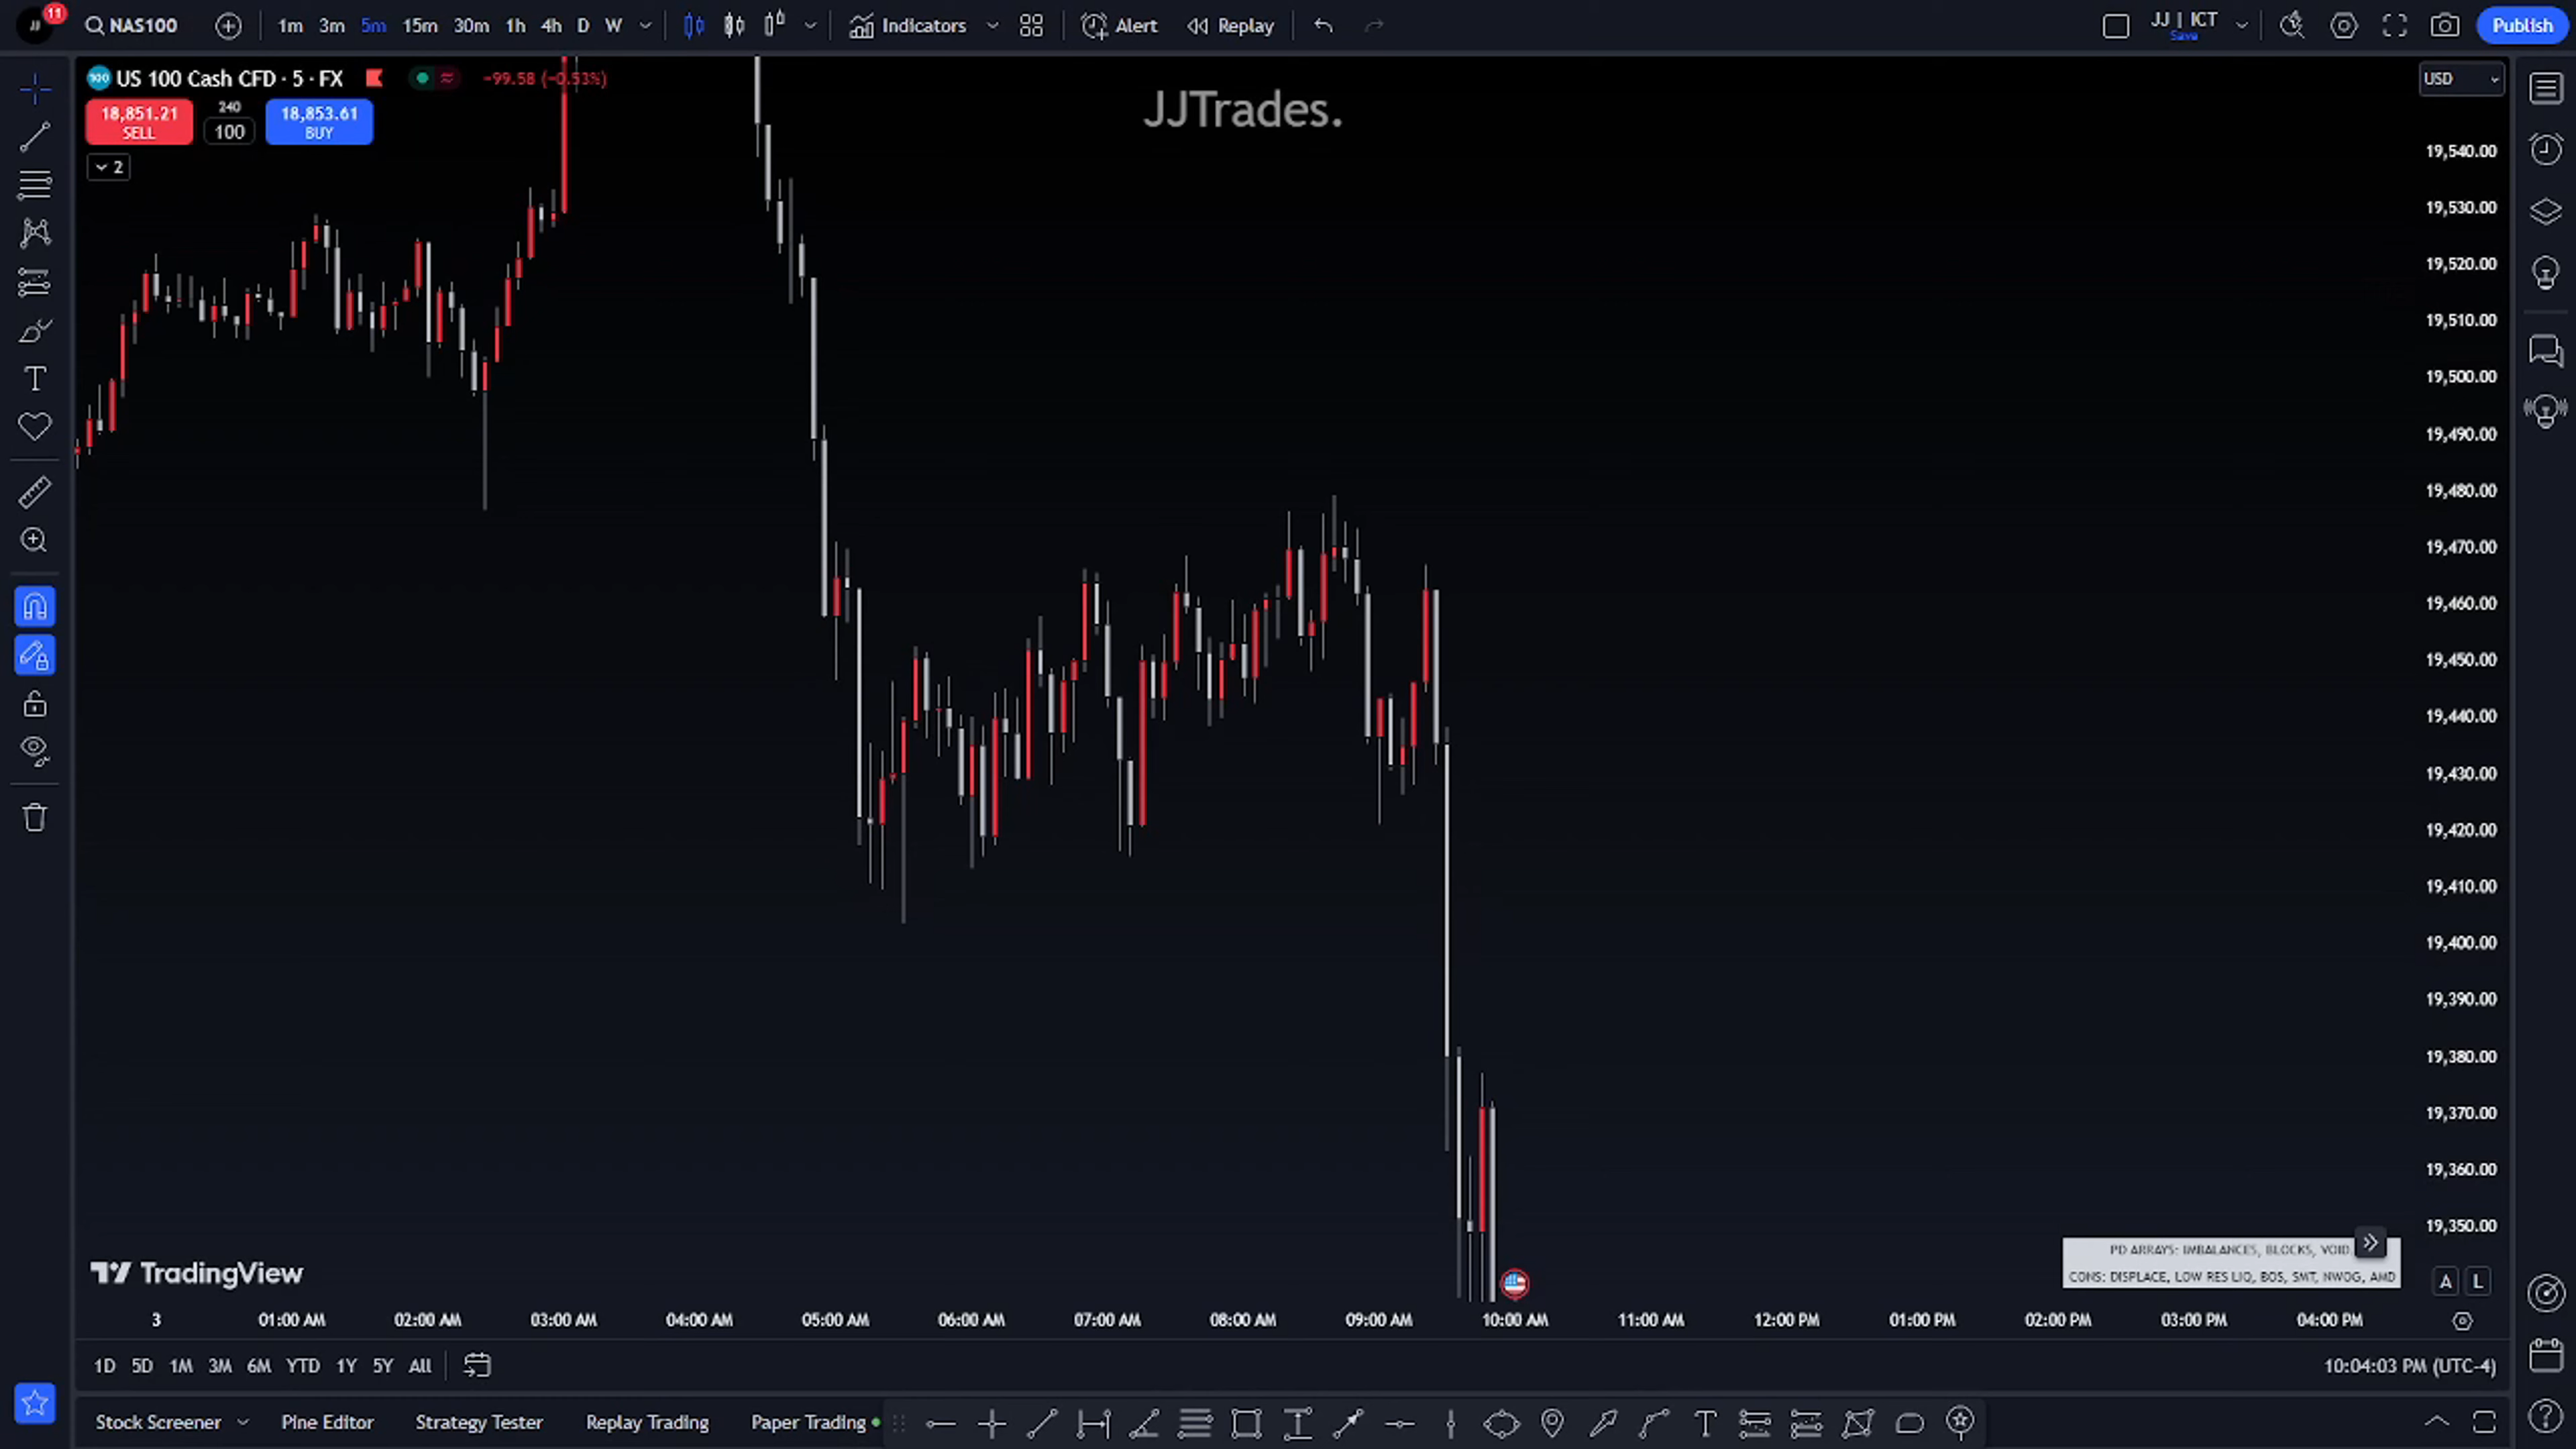 JJ 11 NAS100 1m 3m 5m 15m 30m 1h 4h D W Indicators Alert Replay JJ | ICT Save Publish
100 US 100 Cash CFD · 5 · FX −99.58 (−0.53%)
JJTrades.
USD
18,851.21 SELL
240
100
18,853.61 BUY
2
19,540.00
19,530.00
19,520.00
19,510.00
19,500.00
19,490.00
19,480.00
19,470.00
19,460.00
19,450.00
19,440.00
19,430.00
19,420.00
19,410.00
19,400.00
19,390.00
19,380.00
19,370.00
19,360.00
19,350.00
PD ARRAYS: IMBALANCES, BLOCKS, VOID
CONS: DISPLACE, LOW RES LIQ, BOS, SMT, NWOG, AMD
A L
TradingView
3 01:00 AM 02:00 AM 03:00 AM 04:00 AM 05:00 AM 06:00 AM 07:00 AM 08:00 AM 09:00 AM 10:00 AM 11:00 AM 12:00 PM 01:00 PM 02:00 PM 03:00 PM 04:00 PM
1D 5D 1M 3M 6M YTD 1Y 5Y All 10:04:03 PM (UTC-4)
Stock Screener Pine Editor Strategy Tester Replay Trading Paper Trading